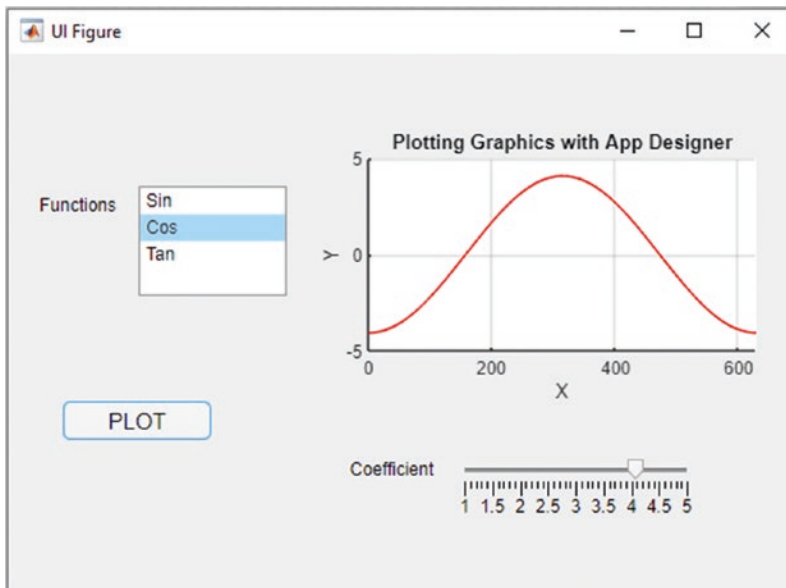 UI Figure
Functions
Sin
Cos
Tan
PLOT
Plotting Graphics with App Designer
5
0
-5
Y
0 200 400 600
X
Coefficient
1 1.5 2 2.5 3 3.5 4 4.5 5